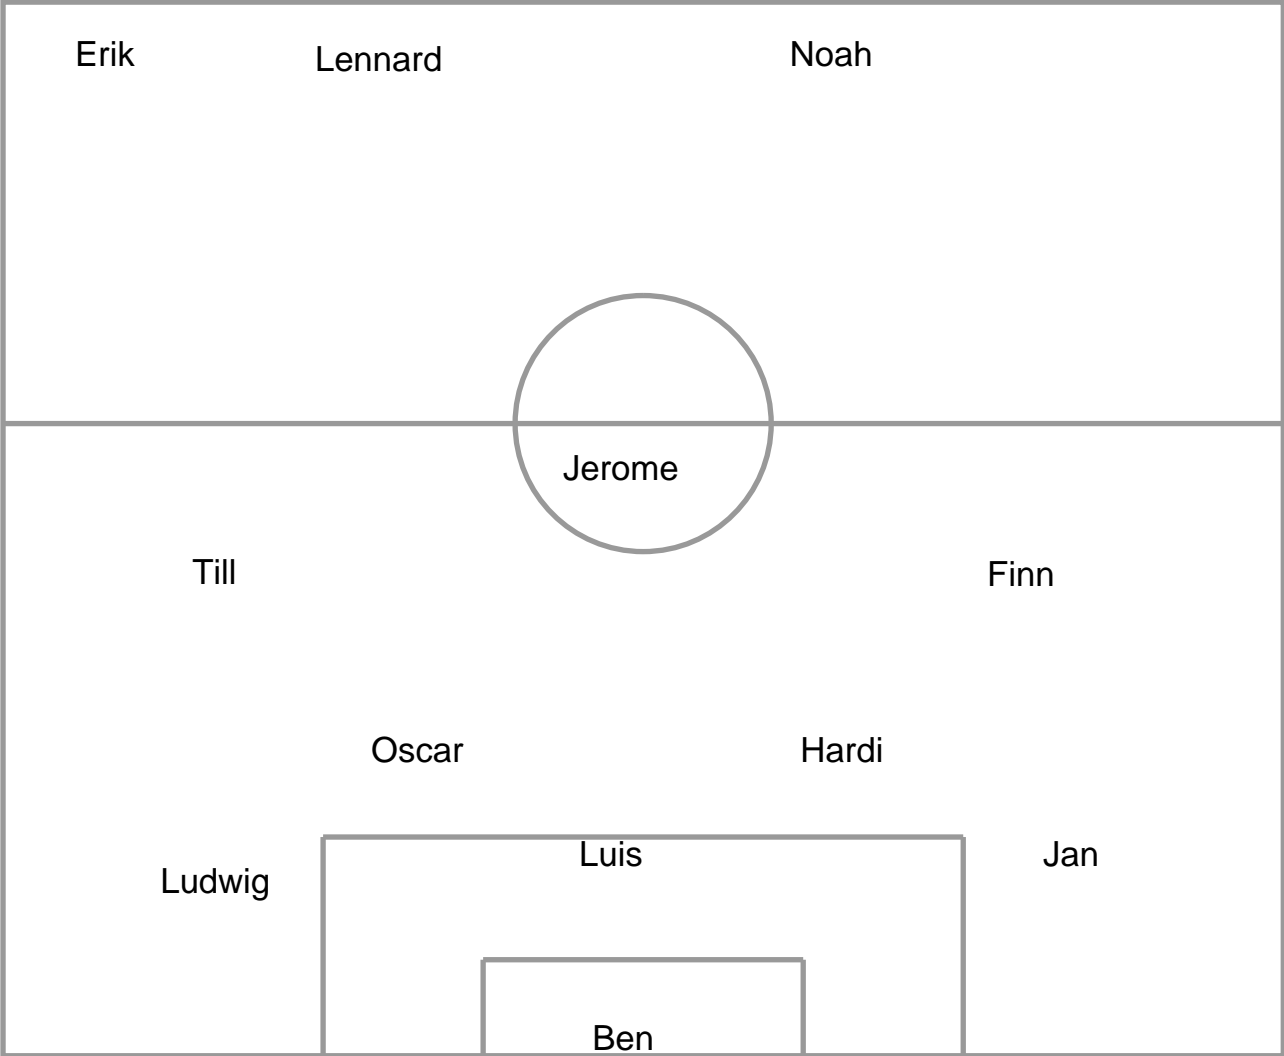 Erik Lennard Noah
Jerome
Till Finn
Oscar Hardi
Luis Jan
Ludwig
Ben